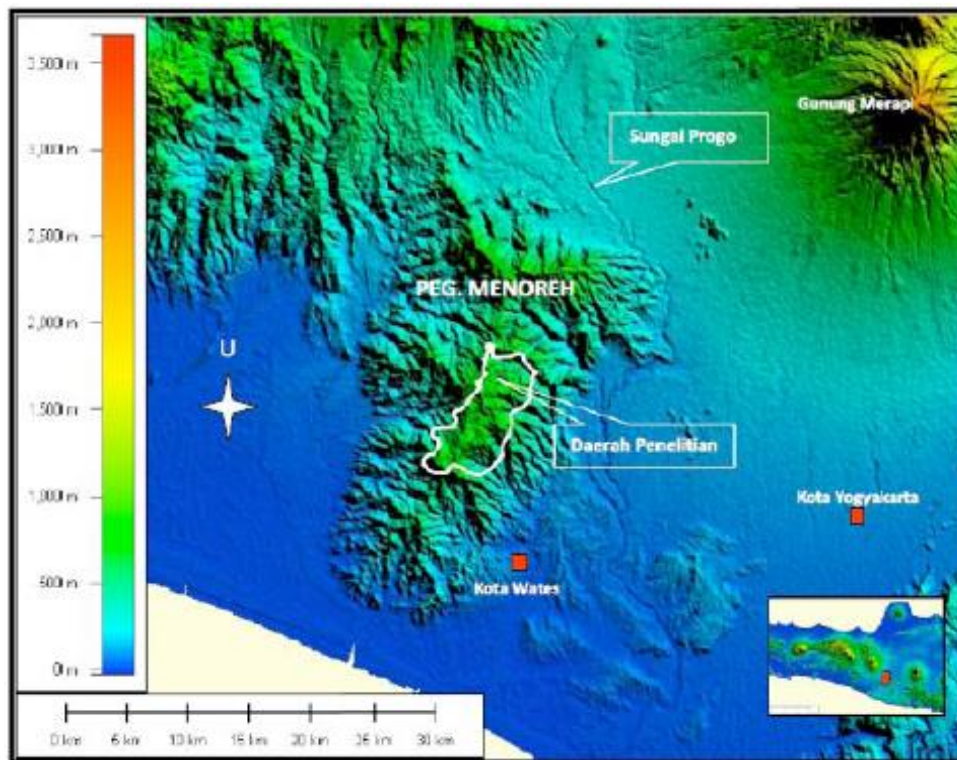 3,500 m
3,000 m
2,500 m
2,000 m
1,500 m
1,000 m
500 m
0 m
Gunung Merapi
Sungai Progo
PEG. MENOREH
U
Daerah Penelitian
Kota Yogyakarta
Kota Wates
0 km 5 km 10 km 15 km 20 km 25 km 30 km